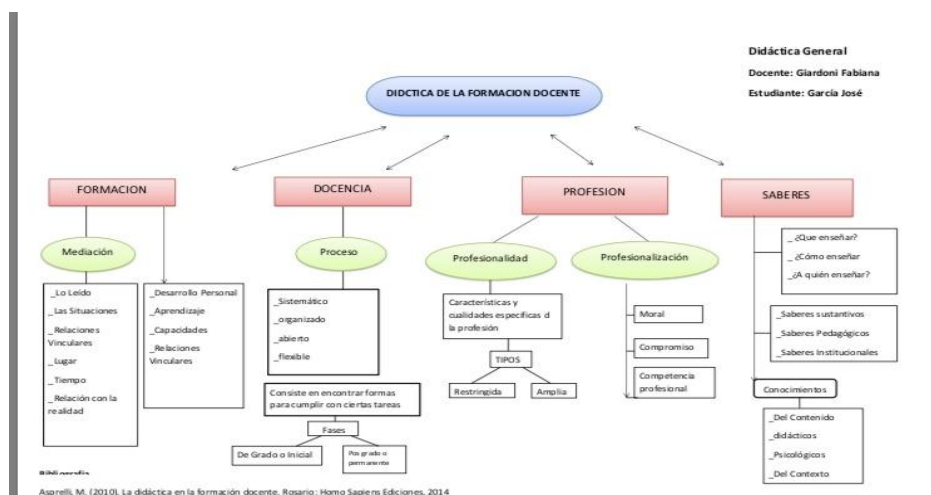 Didáctica General
Docente: Giardoni Fabiana
Estudiante: García José
DIDCTICA DE LA FORMACION DOCENTE
FORMACION
Mediación
_Lo Leído
_Las Situaciones
_Relaciones
Vinculares
_Lugar
_Tiempo
_Relación con la
realidad
_Desarrollo Personal
_Aprendizaje
_Capacidades
_Relaciones
Vinculares
DOCENCIA
Proceso
_Sistemático
_organizado
_abierto
_flexible
Consiste en encontrar formas
para cumplir con ciertas tareas
Fases
De Grado o Inicial
Pos grado o
permanente
PROFESION
Profesionalidad
Características y
cualidades especificas d
la profesión
TIPOS
Restringida
Amplia
Profesionalización
Moral
Compromiso
Competencia
profesional
SABERES
_ ¿Que enseñar?
_ ¿Cómo enseñar
_¿A quién enseñar?
_Saberes sustantivos
_Saberes Pedagógicos
_Saberes Institucionales
Conocimientos
_Del Contenido
_didácticos
_Psicológicos
_Del Contexto
Bibliografía
Asprelli, M. (2010). La didáctica en la formación docente. Rosario: Homo Sapiens Ediciones, 2014